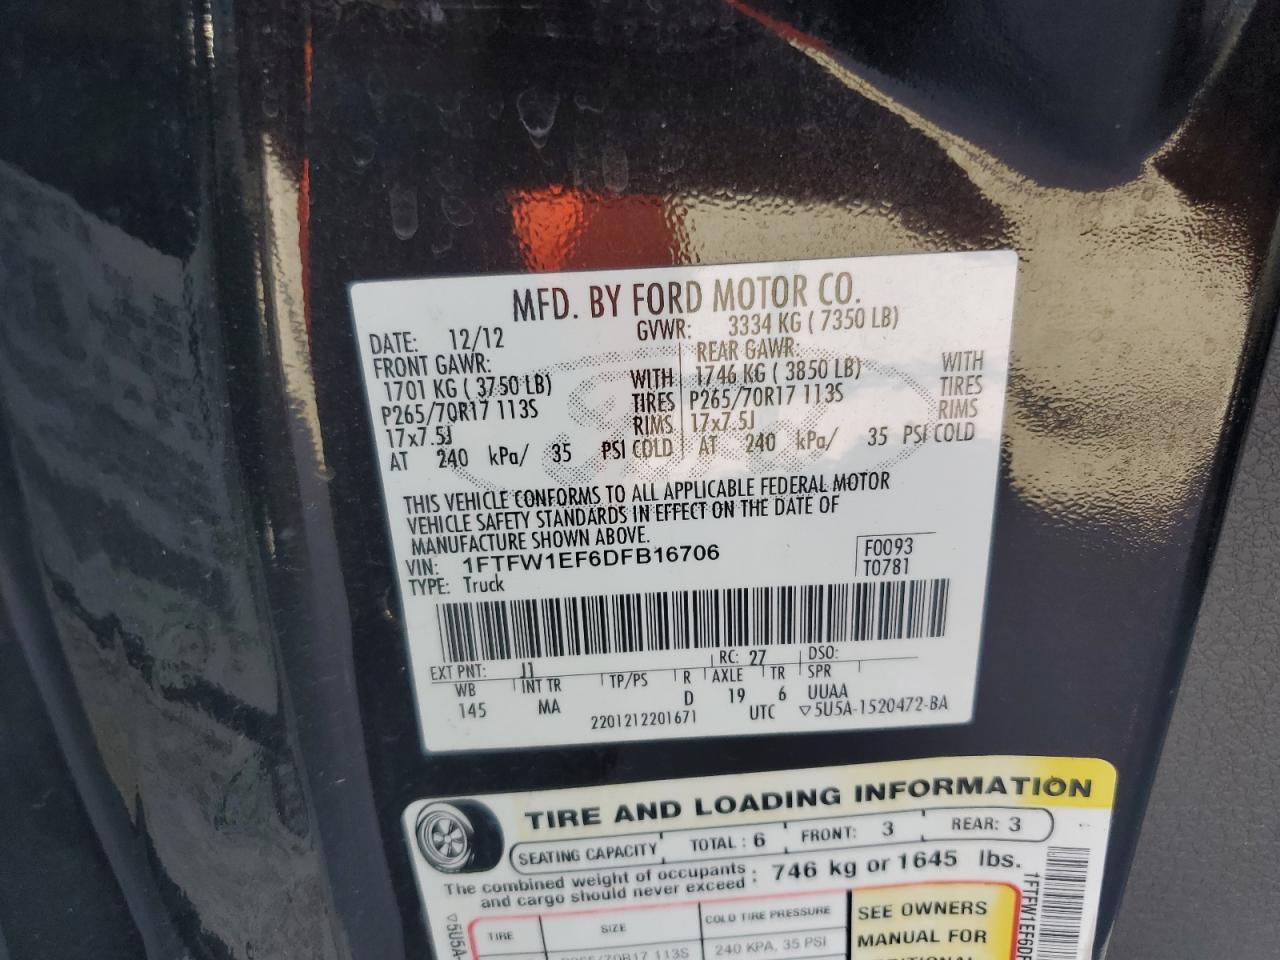 MFD. BY FORD MOTOR CO.
DATE: 12/12 GVWR: 3334 KG ( 7350 LB)
FRONT GAWR: REAR GAWR:
1701 KG ( 3750 LB) WITH 1746 KG ( 3850 LB) WITH
P265/70R17 113S TIRES P265/70R17 113S TIRES
17x7.5J RIMS 17x7.5J RIMS
AT 240 kPa/ 35 PSI COLD AT 240 kPa/ 35 PSI COLD
THIS VEHICLE CONFORMS TO ALL APPLICABLE FEDERAL MOTOR
VEHICLE SAFETY STANDARDS IN EFFECT ON THE DATE OF
MANUFACTURE SHOWN ABOVE.
VIN: 1FTFW1EF6DFB16706 F0093
TYPE: Truck T0781
EXT PNT: JJ RC: 27 DSO:
WB INT TR TP/PS R AXLE TR SPR
145 MA D 19 6 UUAA
2201212201671 UTC ▽5U5A-1520472-BA
TIRE AND LOADING INFORMATION
SEATING CAPACITY TOTAL : 6 FRONT: 3 REAR: 3
The combined weight of occupants
and cargo should never exceed : 746 kg or 1645 lbs.
TIRE SIZE COLD TIRE PRESSURE
SEE OWNERS
MANUAL FOR
P265/70R17 113S 240 KPA, 35 PSI
▽5U5A-
1FTFW1EF6DF